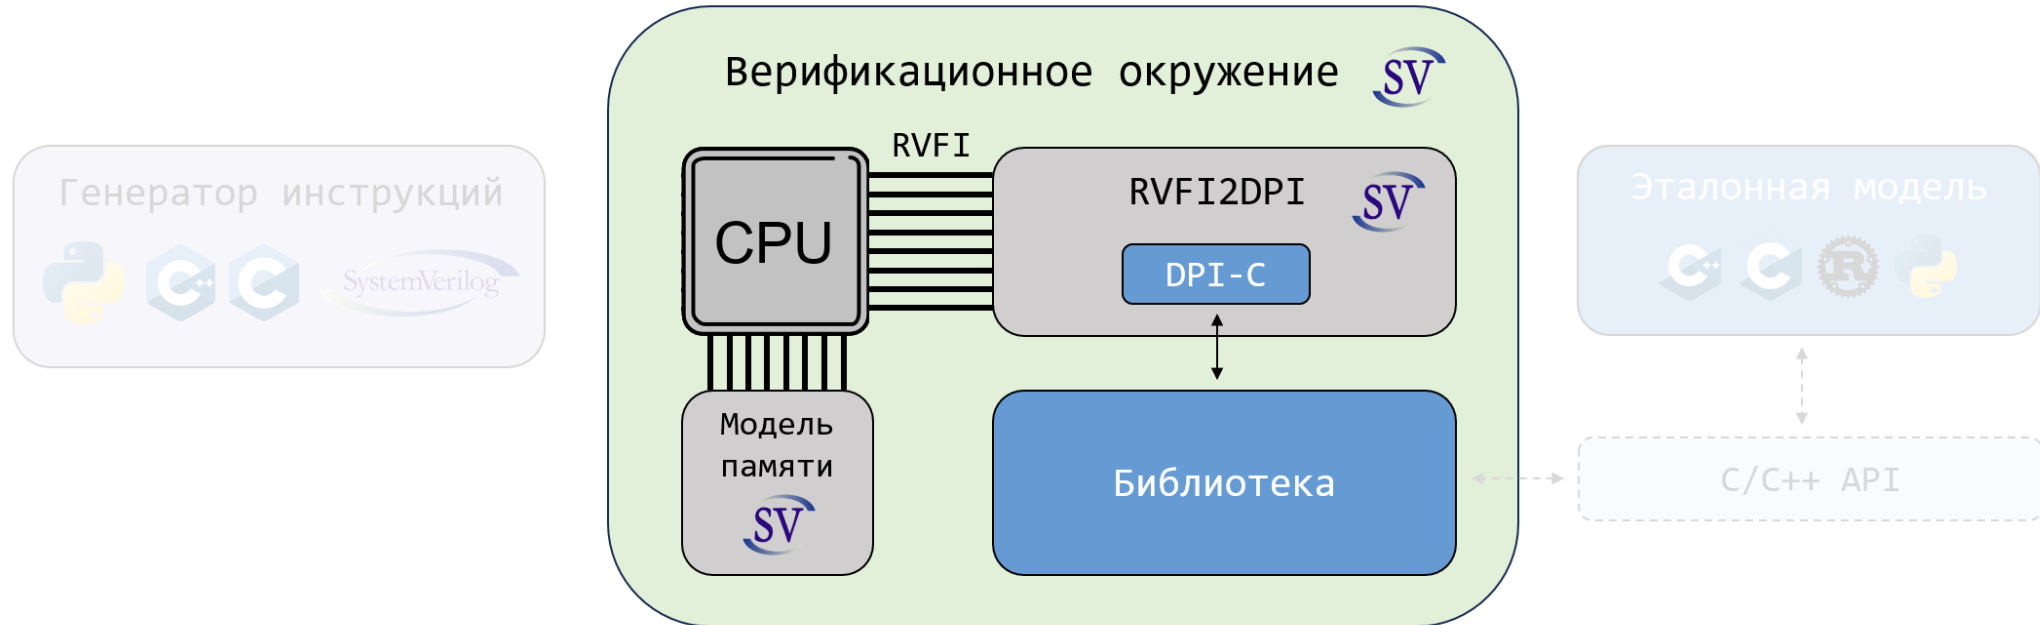 Верификационное окружение
SV
Генератор инструкций
C++
C
SystemVerilog
CPU
RVFI
RVFI2DPI
SV
DPI-C
Модель
памяти
SV
Библиотека
Эталонная модель
C++
C
R
C/C++ API